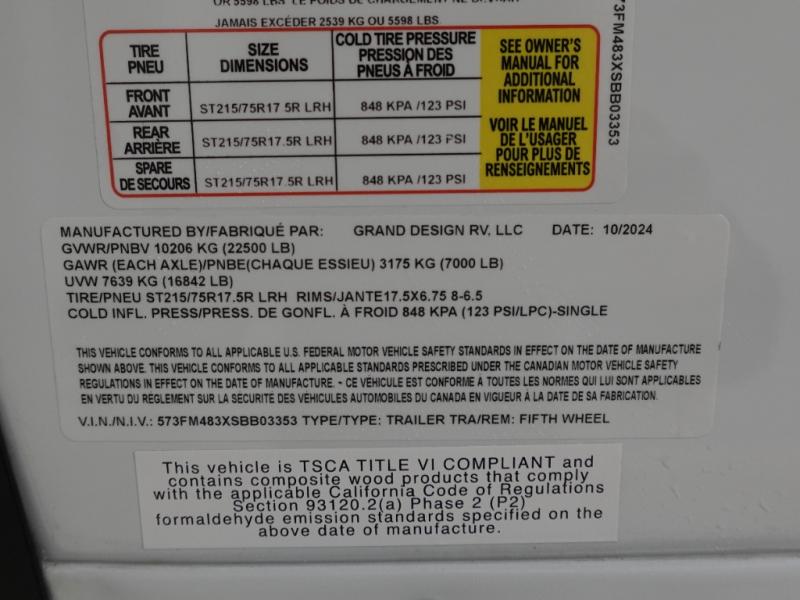 JAMAIS EXCÉDER 2539 KG OU 5598 LBS
TIRE PNEU
SIZE DIMENSIONS
COLD TIRE PRESSURE PRESSION DES PNEUS À FROID
FRONT AVANT
ST215/75R17 5R LRH
848 KPA /123 PSI
REAR ARRIÈRE
ST215/75R17.5R LRH
848 KPA /123 PSI
SPARE DE SECOURS
ST215/75R17.5R LRH
848 KPA /123 PSI
SEE OWNER'S
MANUAL FOR
ADDITIONAL
INFORMATION
VOIR LE MANUEL
DE L'USAGER
POUR PLUS DE
RENSEIGNEMENTS
73FM483XSBB03353
MANUFACTURED BY/FABRIQUÉ PAR: GRAND DESIGN RV, LLC DATE: 10/2024
GVWR/PNBV 10206 KG (22500 LB)
GAWR (EACH AXLE)/PNBE(CHAQUE ESSIEU) 3175 KG (7000 LB)
UVW 7639 KG (16842 LB)
TIRE/PNEU ST215/75R17.5R LRH RIMS/JANTE17.5X6.75 8-6.5
COLD INFL. PRESS/PRESS. DE GONFL. À FROID 848 KPA (123 PSI/LPC)-SINGLE
THIS VEHICLE CONFORMS TO ALL APPLICABLE U.S. FEDERAL MOTOR VEHICLE SAFETY STANDARDS IN EFFECT ON THE DATE OF MANUFACTURE
SHOWN ABOVE. THIS VEHICLE CONFORMS TO ALL APPLICABLE STANDARDS PRESCRIBED UNDER THE CANADIAN MOTOR VEHICLE SAFETY
REGULATIONS IN EFFECT ON THE DATE OF MANUFACTURE. - CE VÉHICULE EST CONFORME A TOUTES LES NORMES QUI LUI SONT APPLICABLES
EN VERTU DU RÈGLEMENT SUR LA SÉCURITÉ DES VÉHICULES AUTOMOBILES DU CANADA EN VIGUEUR À LA DATE DE SA FABRICATION.
V.I.N./N.I.V.: 573FM483XSBB03353 TYPE/TYPE: TRAILER TRA/REM: FIFTH WHEEL
This vehicle is TSCA TITLE VI COMPLIANT and
contains composite wood products that comply
with the applicable California Code of Regulations
Section 93120.2(a) Phase 2 (P2)
formaldehyde emission standards specified on the
above date of manufacture.